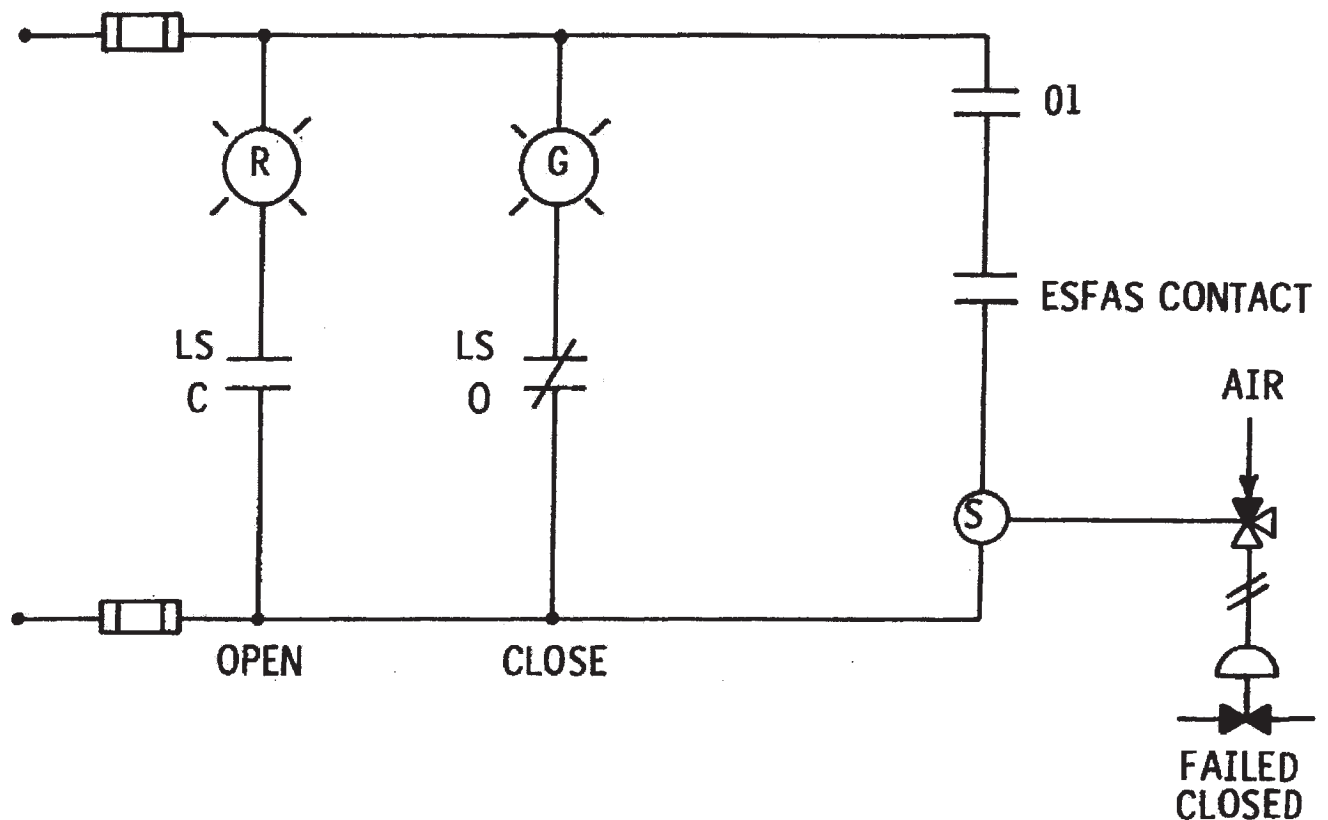 01
R
G
ESFAS CONTACT
LS
C
LS
O
AIR
S
OPEN
CLOSE
FAILED
CLOSED